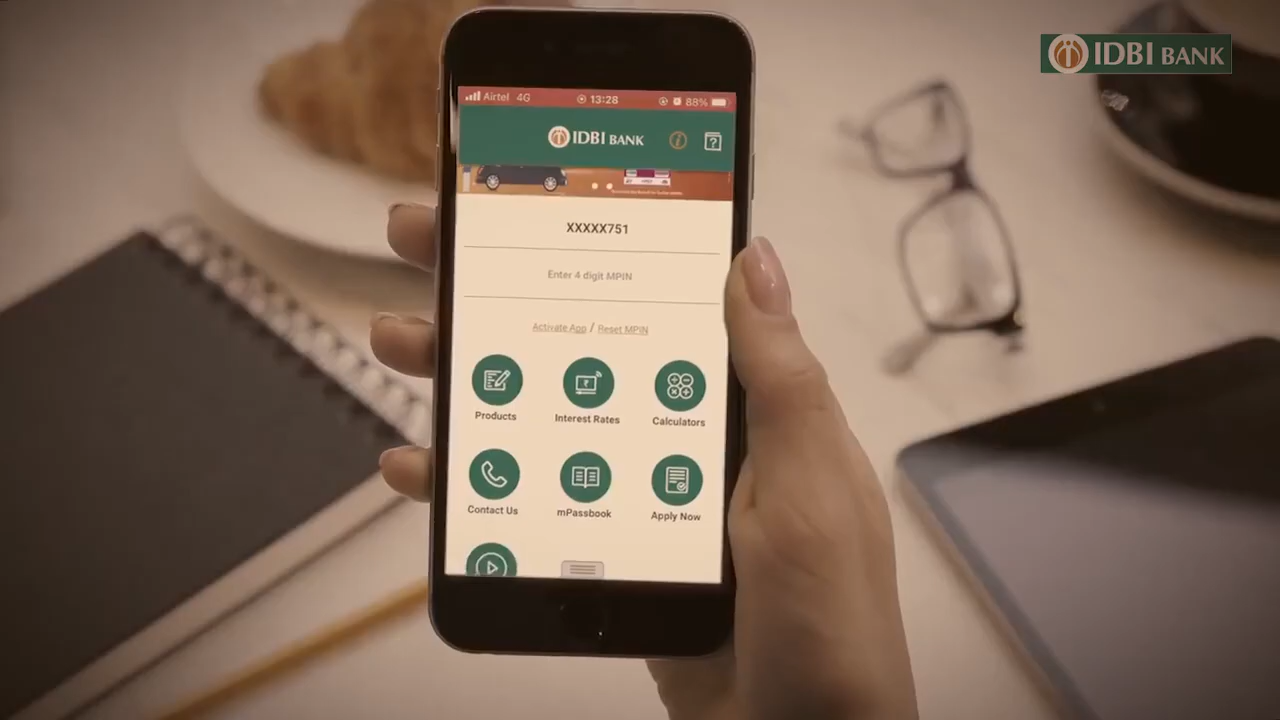 IDBI BANK
Airtel 4G 13:28 88%
IDBI BANK
XXXXX751
Enter 4 digit MPIN
Activate App / Reset MPIN
Products Interest Rates Calculators
Contact Us mPassbook Apply Now